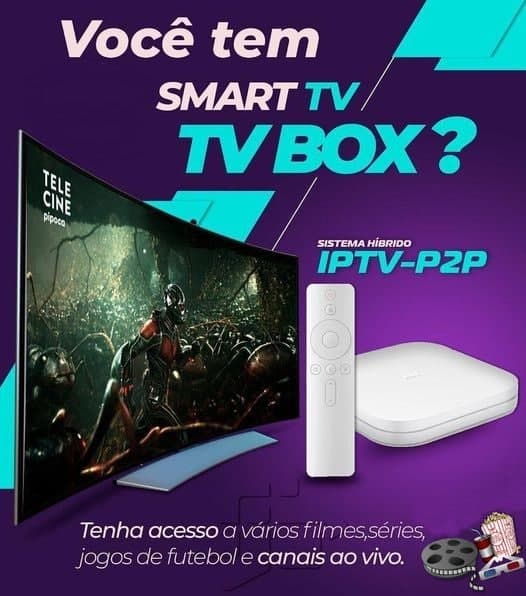 Você tem
SMART TV
TV BOX?
TELE
CINE
pipoca
SISTEMA HÍBRIDO
IPTV-P2P
Tenha acesso a vários filmes,séries,
jogos de futebol e canais ao vivo.